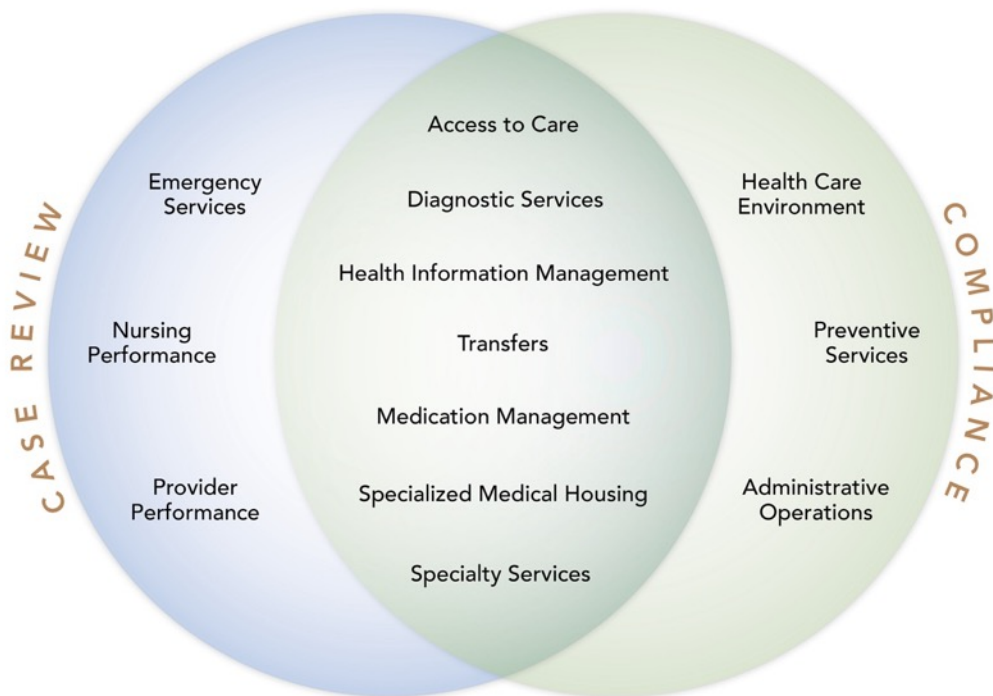 CASE REVIEW
Emergency
Services
Nursing
Performance
Provider
Performance
Access to Care
Diagnostic Services
Health Information Management
Transfers
Medication Management
Specialized Medical Housing
Specialty Services
Health Care
Environment
Preventive
Services
Administrative
Operations
COMPLIANCE